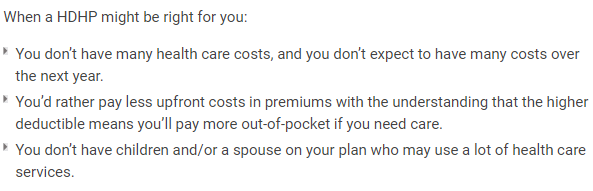 When a HDHP might be right for you:
You don't have many health care costs, and you don't expect to have many costs over
the next year.
You'd rather pay less upfront costs in premiums with the understanding that the higher
deductible means you'll pay more out-of-pocket if you need care.
You don't have children and/or a spouse on your plan who may use a lot of health care
services.